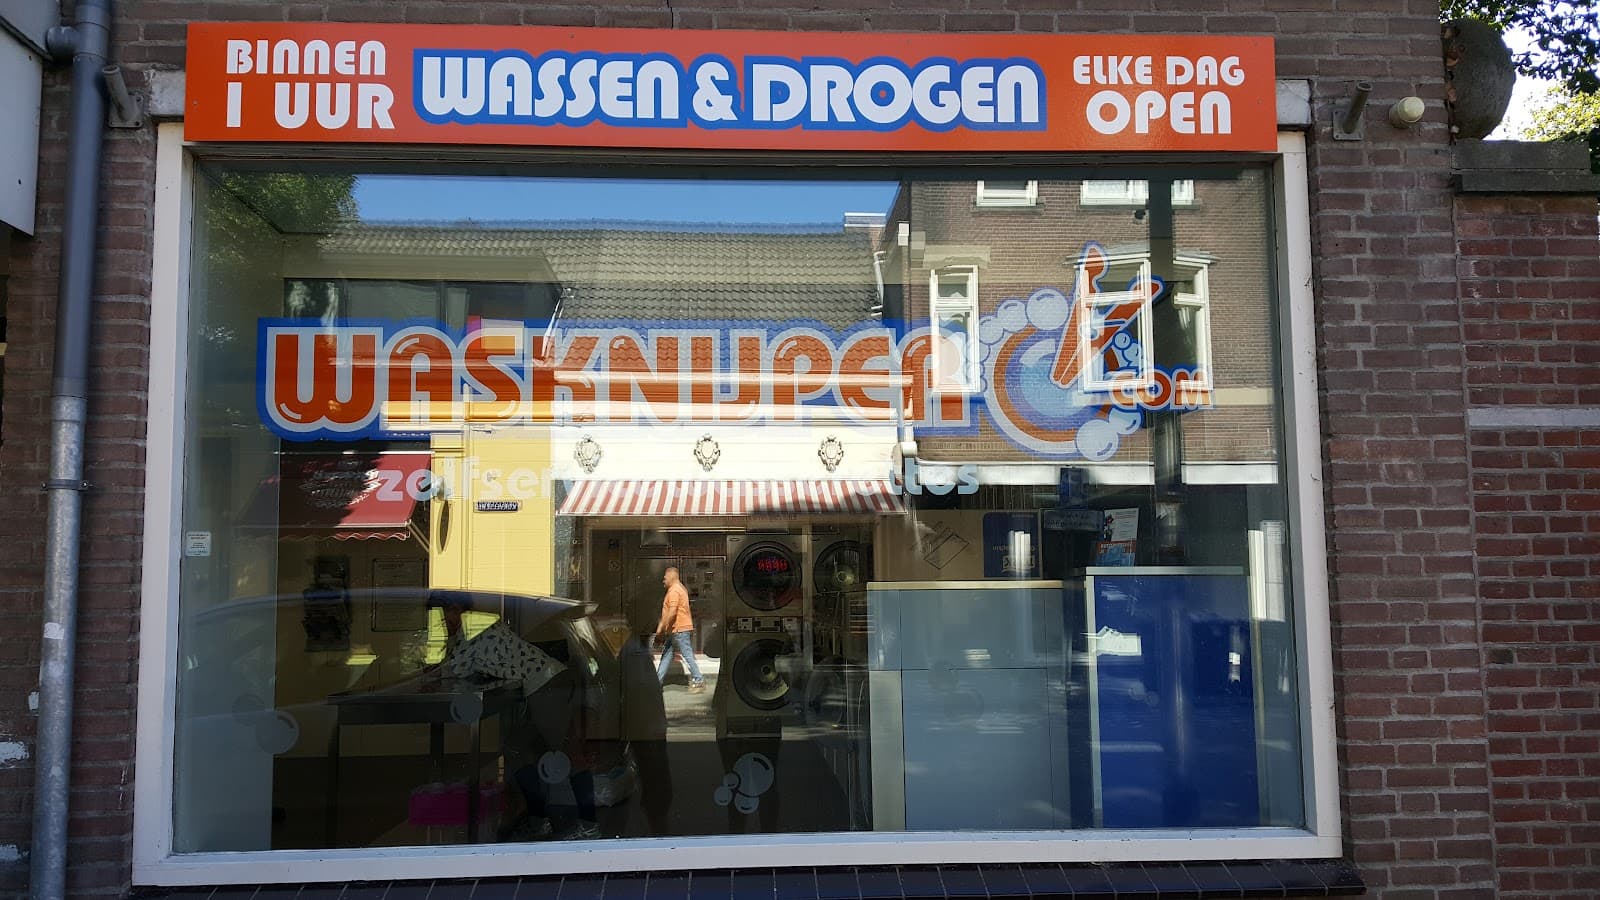 BINNEN
1 UUR
WASSEN & DROGEN
ELKE DAG
OPEN
WASKNIJPER
.COM